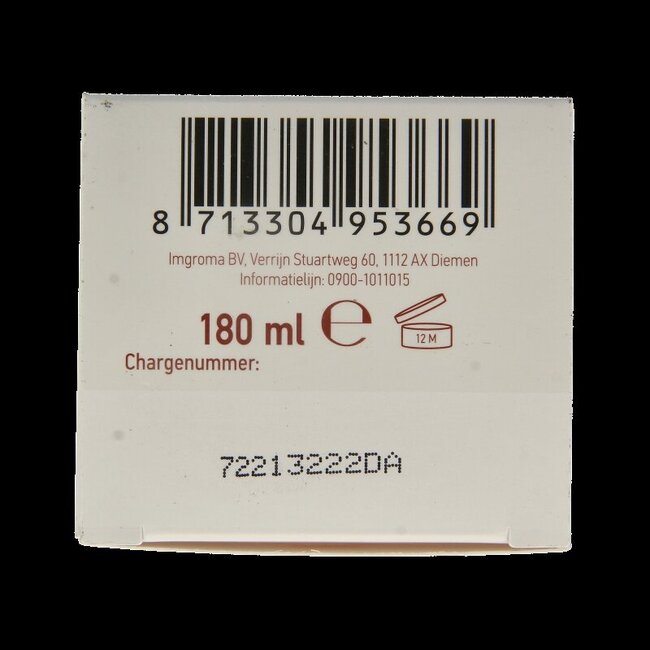 8 713304 953669
Imgroma BV, Verrijn Stuartweg 60, 1112 AX Diemen
Informatielijn: 0900-1011015
180 ml ℮
12 M
Chargenummer:
72213222DA